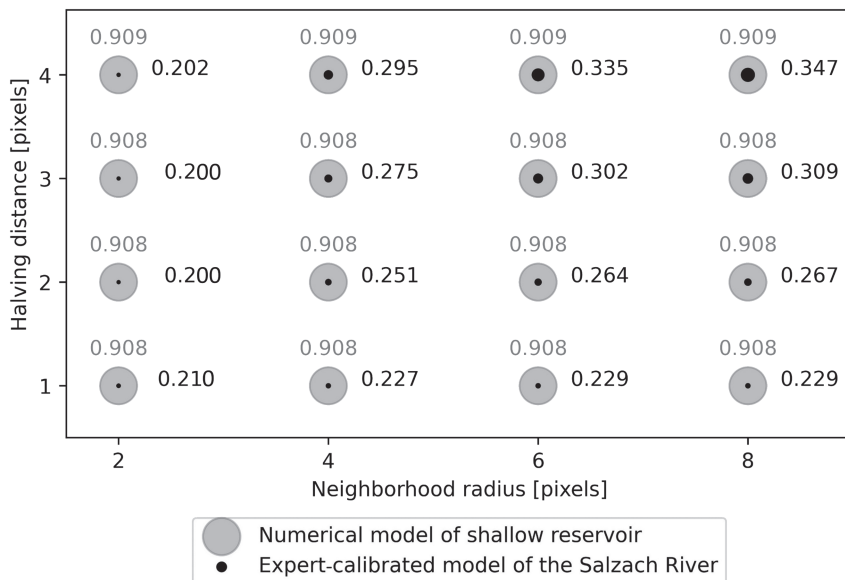 0.909 0.909 0.909 0.909
4 0.202 0.295 0.335 0.347
0.908 0.908 0.908 0.908
3 0.200 0.275 0.302 0.309
0.908 0.908 0.908 0.908
2 0.200 0.251 0.264 0.267
0.908 0.908 0.908 0.908
1 0.210 0.227 0.229 0.229
Halving distance [pixels]
2 4 6 8
Neighborhood radius [pixels]
Numerical model of shallow reservoir
Expert-calibrated model of the Salzach River